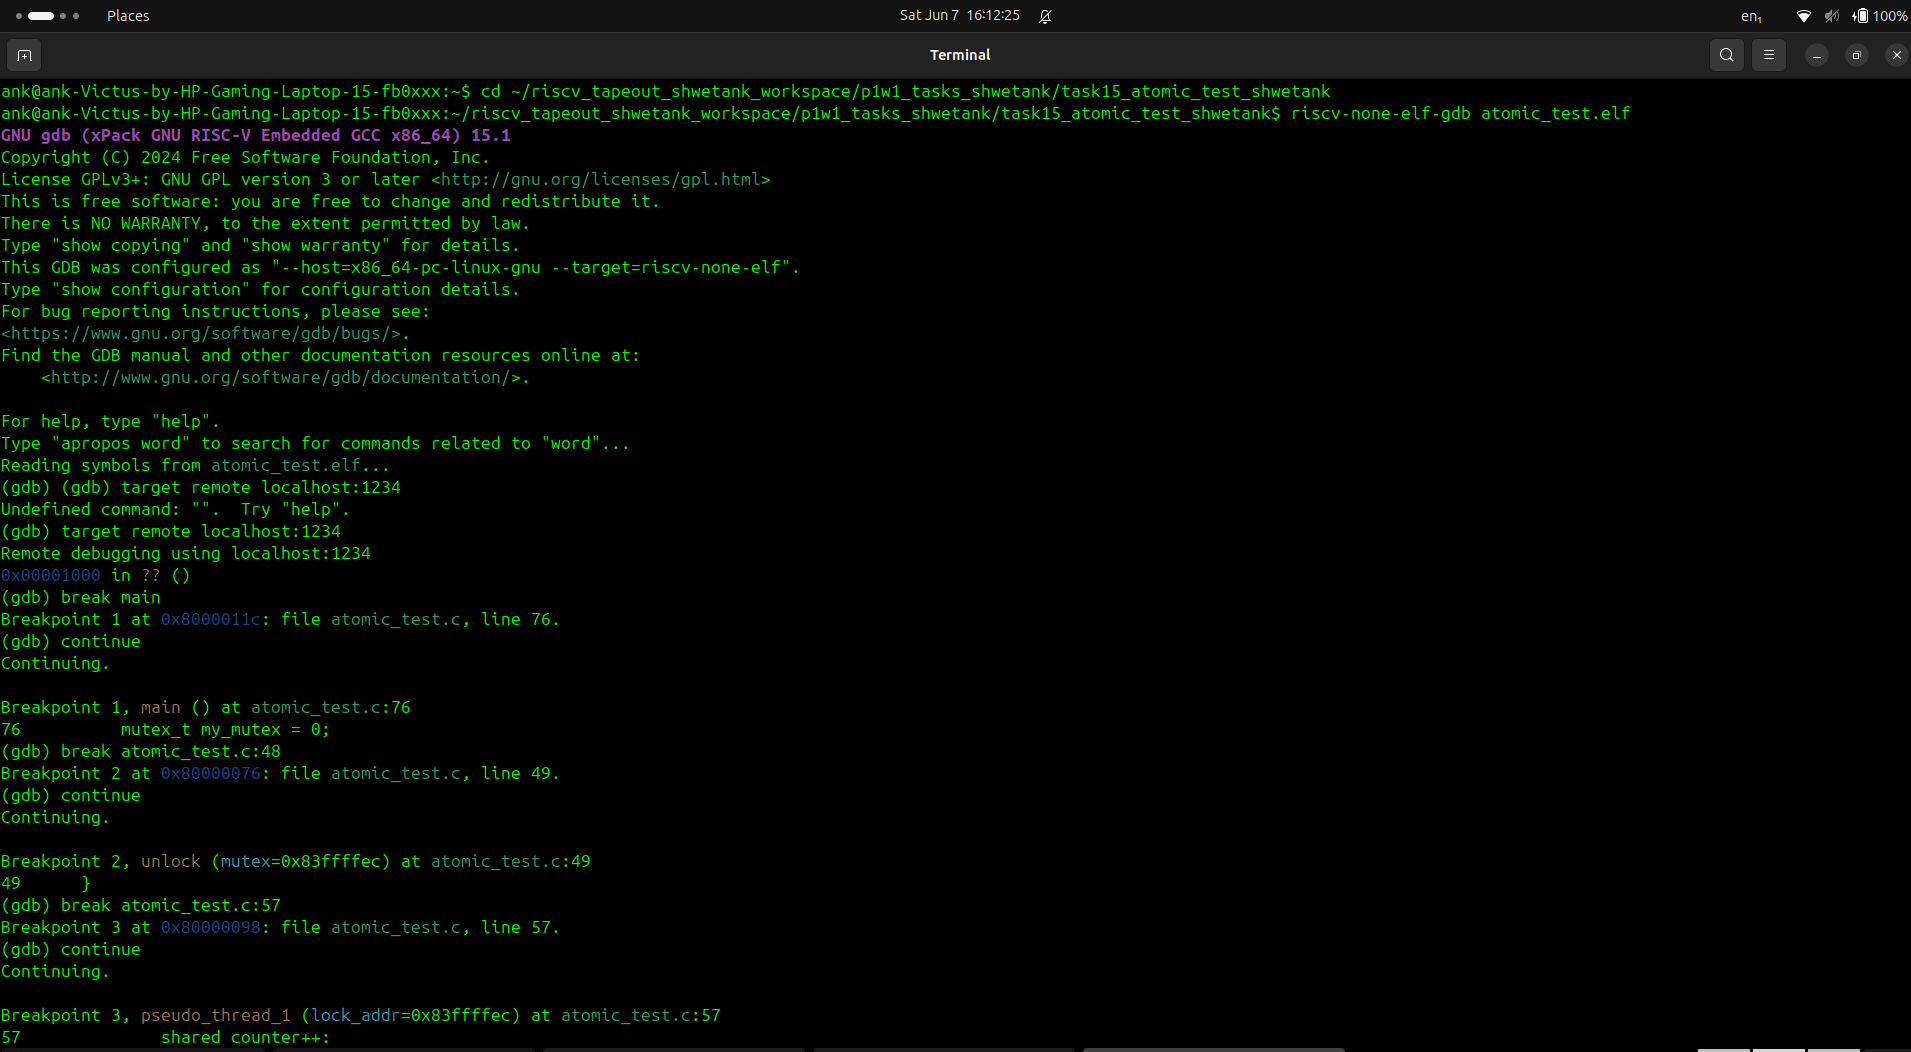 Places
Sat Jun 7 16:12:25
en₁
100%
Terminal
ank@ank-Victus-by-HP-Gaming-Laptop-15-fb0xxx:~$ cd ~/riscv_tapeout_shwetank_workspace/p1w1_tasks_shwetank/task15_atomic_test_shwetank
ank@ank-Victus-by-HP-Gaming-Laptop-15-fb0xxx:~/riscv_tapeout_shwetank_workspace/p1w1_tasks_shwetank/task15_atomic_test_shwetank$ riscv-none-elf-gdb atomic_test.elf
GNU gdb (xPack GNU RISC-V Embedded GCC x86_64) 15.1
Copyright (C) 2024 Free Software Foundation, Inc.
License GPLv3+: GNU GPL version 3 or later <http://gnu.org/licenses/gpl.html>
This is free software: you are free to change and redistribute it.
There is NO WARRANTY, to the extent permitted by law.
Type "show copying" and "show warranty" for details.
This GDB was configured as "--host=x86_64-pc-linux-gnu --target=riscv-none-elf".
Type "show configuration" for configuration details.
For bug reporting instructions, please see:
<https://www.gnu.org/software/gdb/bugs/>.
Find the GDB manual and other documentation resources online at:
    <http://www.gnu.org/software/gdb/documentation/>.
For help, type "help".
Type "apropos word" to search for commands related to "word"...
Reading symbols from atomic_test.elf...
(gdb) (gdb) target remote localhost:1234
Undefined command: "".  Try "help".
(gdb) target remote localhost:1234
Remote debugging using localhost:1234
0x00001000 in ?? ()
(gdb) break main
Breakpoint 1 at 0x8000011c: file atomic_test.c, line 76.
(gdb) continue
Continuing.
Breakpoint 1, main () at atomic_test.c:76
76          mutex_t my_mutex = 0;
(gdb) break atomic_test.c:48
Breakpoint 2 at 0x80000076: file atomic_test.c, line 49.
(gdb) continue
Continuing.
Breakpoint 2, unlock (mutex=0x83ffffec) at atomic_test.c:49
49      }
(gdb) break atomic_test.c:57
Breakpoint 3 at 0x80000098: file atomic_test.c, line 57.
(gdb) continue
Continuing.
Breakpoint 3, pseudo_thread_1 (lock_addr=0x83ffffec) at atomic_test.c:57
57              shared_counter++;